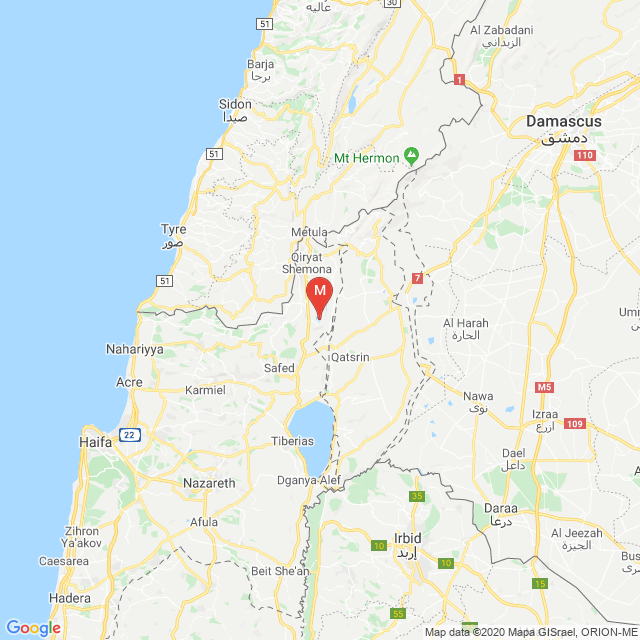 51
عاليه
30
Al Zabadani
الزبداني
Barja
برجا
1
Sidon
صيدا
Damascus
دمشق
51
Mt Hermon
110
Tyre
صور
Metula
Qiryat
Shemona
51
7
M
Al Harah
الحارة
Nahariyya
Safed
Qatsrin
Acre
Karmiel
M5
Nawa
نوى
Izraa
ازرع
109
Haifa
22
Tiberias
Dael
داعل
Nazareth
Dganya Alef
35
Daraa
درعا
Afula
Zihron
Ya'akov
Irbid
إربد
10
10
Al Jeezah
الجيزة
Caesarea
Beit She'an
10
15
Hadera
55
Google
Map data ©2020 Mapa GISrael, ORION-ME